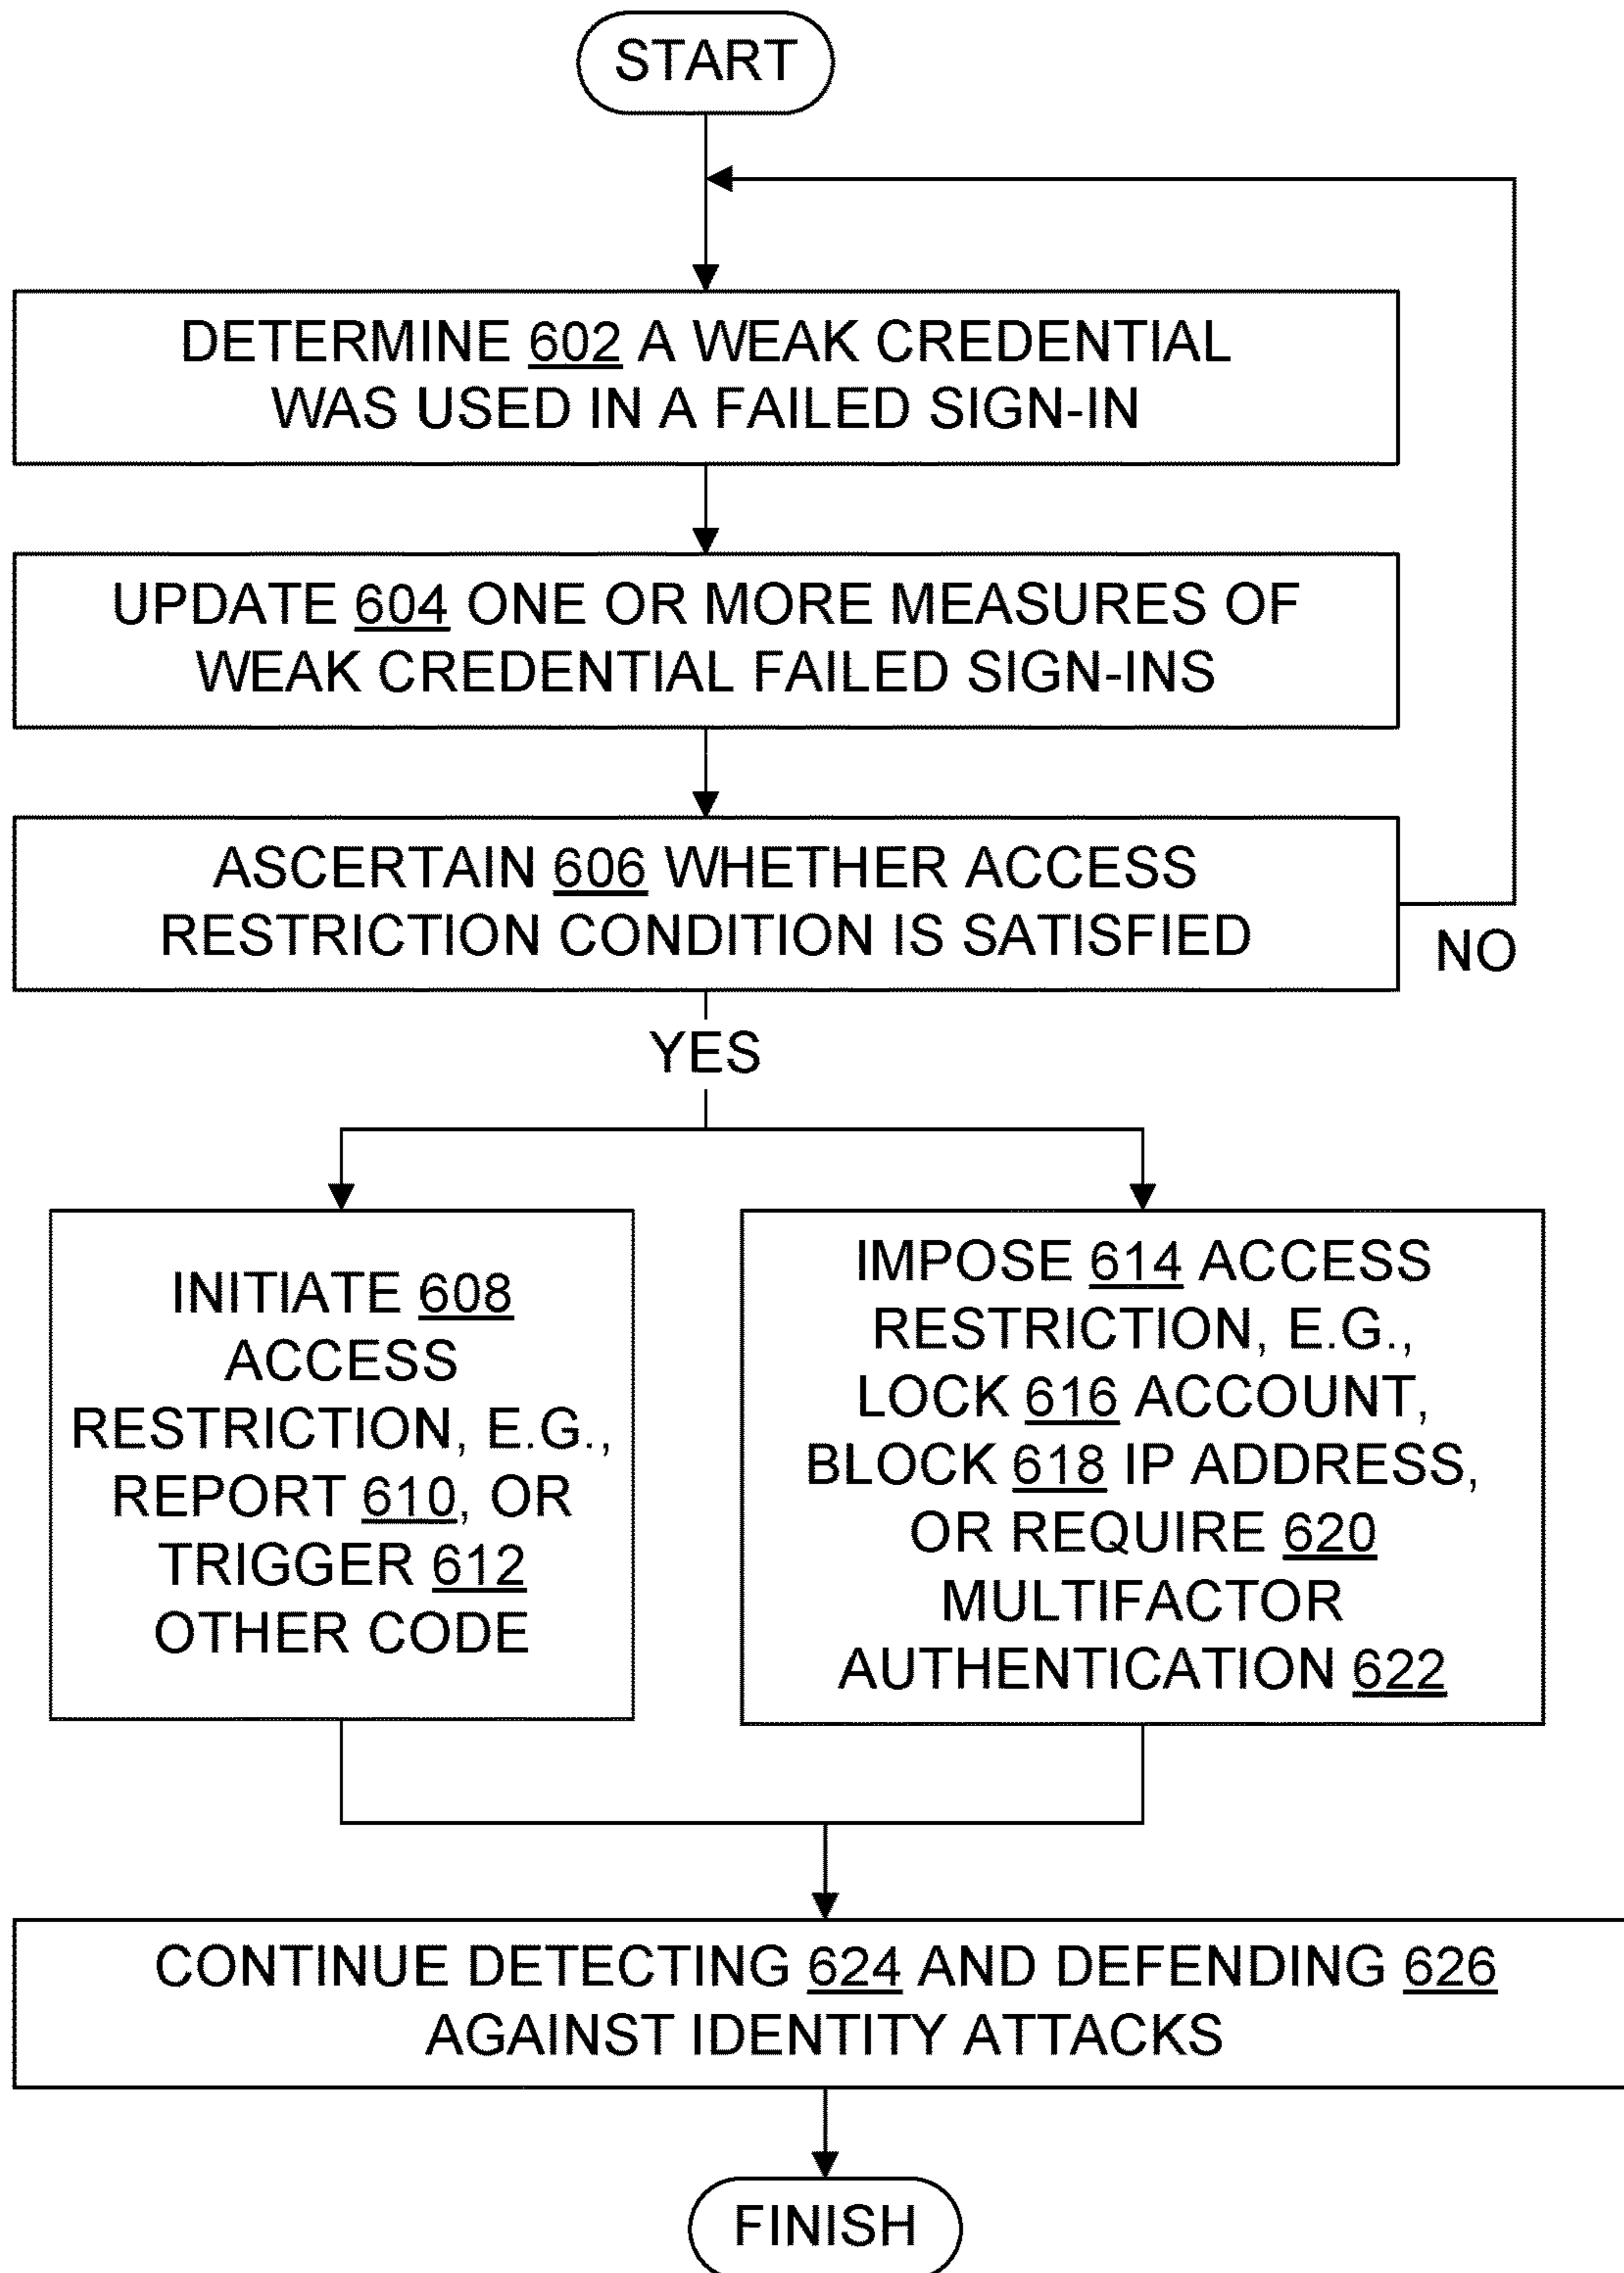 START
DETERMINE 602 A WEAK CREDENTIAL
WAS USED IN A FAILED SIGN-IN
UPDATE 604 ONE OR MORE MEASURES OF
WEAK CREDENTIAL FAILED SIGN-INS
ASCERTAIN 606 WHETHER ACCESS
RESTRICTION CONDITION IS SATISFIED
NO
YES
INITIATE 608
ACCESS
RESTRICTION, E.G.,
REPORT 610, OR
TRIGGER 612
OTHER CODE
IMPOSE 614 ACCESS
RESTRICTION, E.G.,
LOCK 616 ACCOUNT,
BLOCK 618 IP ADDRESS,
OR REQUIRE 620
MULTIFACTOR
AUTHENTICATION 622
CONTINUE DETECTING 624 AND DEFENDING 626
AGAINST IDENTITY ATTACKS
FINISH